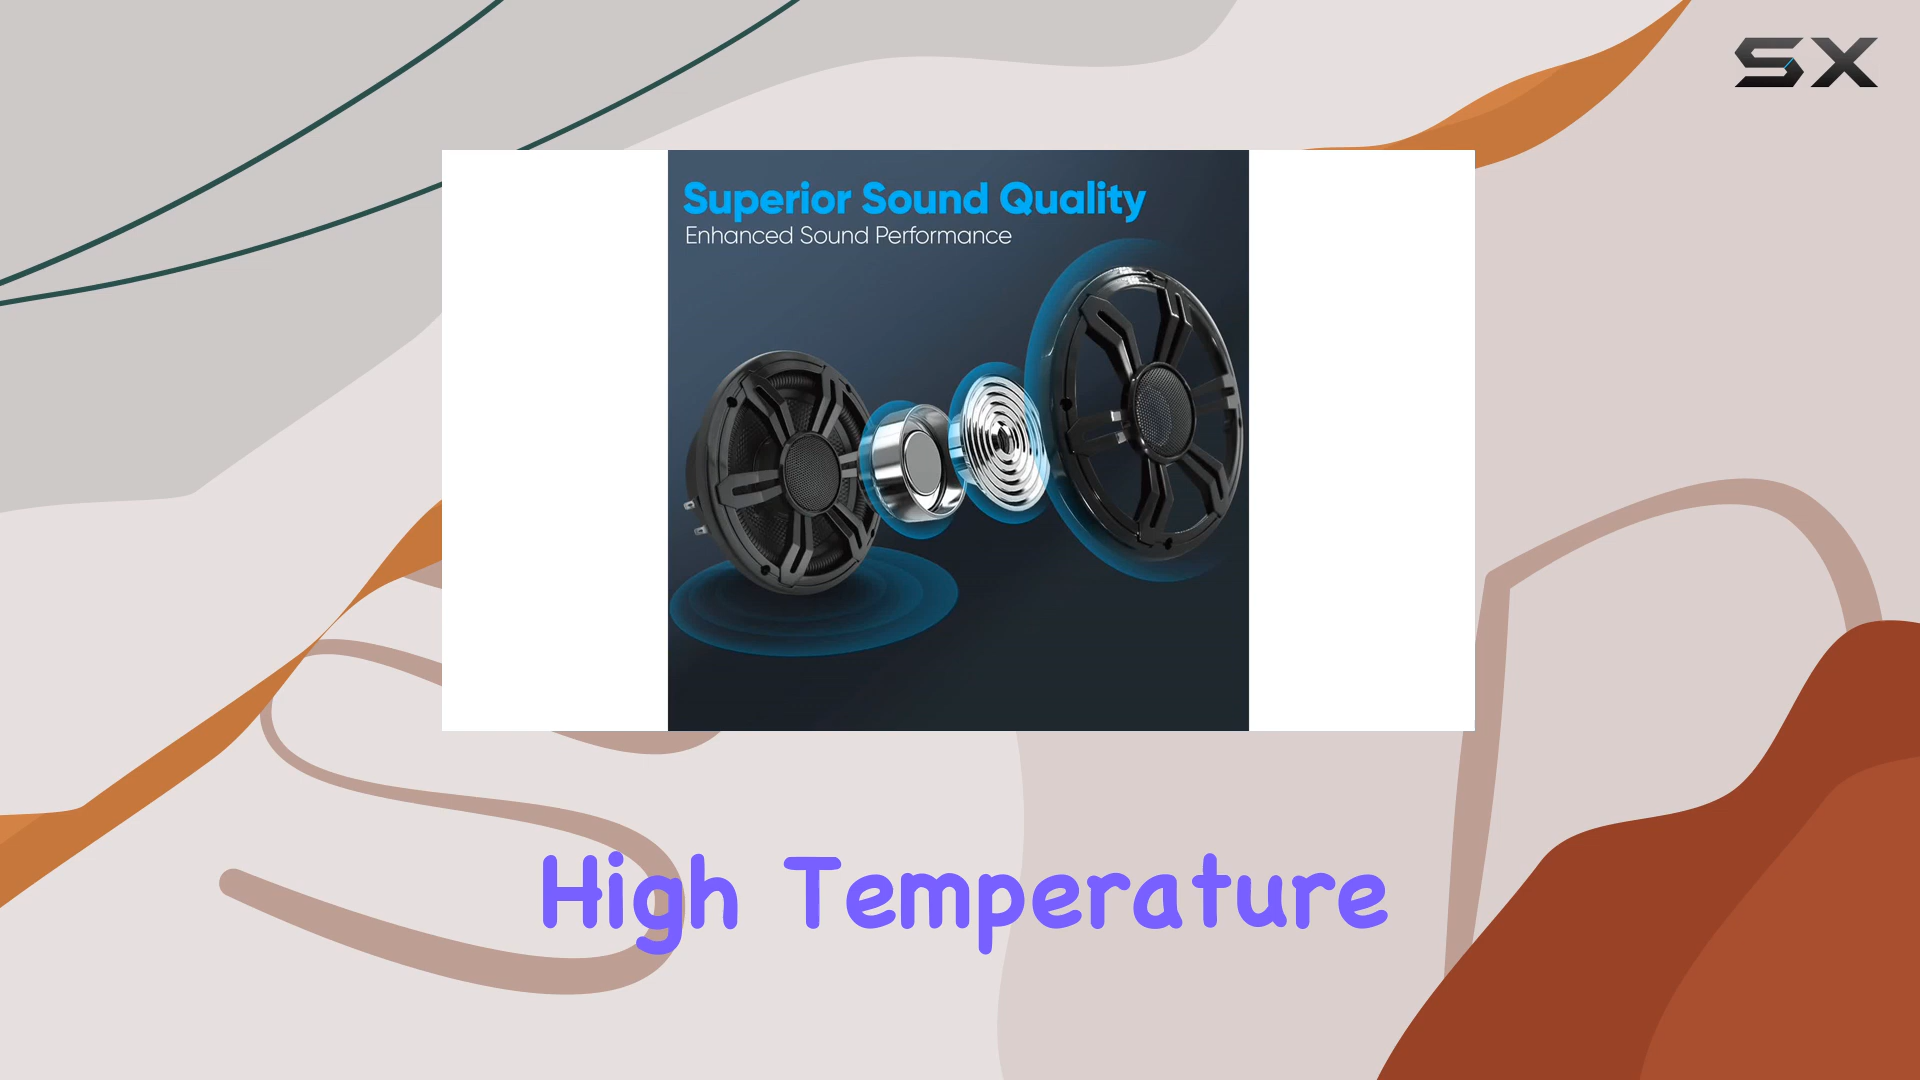 SX
Superior Sound Quality
Enhanced Sound Performance
High Temperature